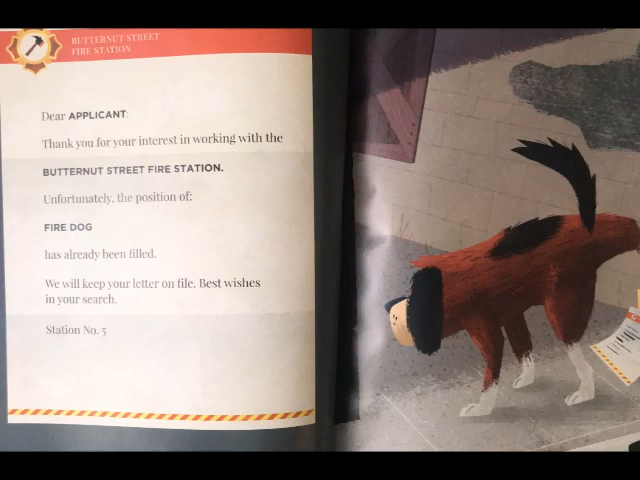 BUTTERNUT STREET
FIRE STATION
Dear APPLICANT:
Thank you for your interest in working with the
BUTTERNUT STREET FIRE STATION.
Unfortunately, the position of:
FIRE DOG
has already been filled.
We will keep your letter on file. Best wishes
in your search.
Station No. 5